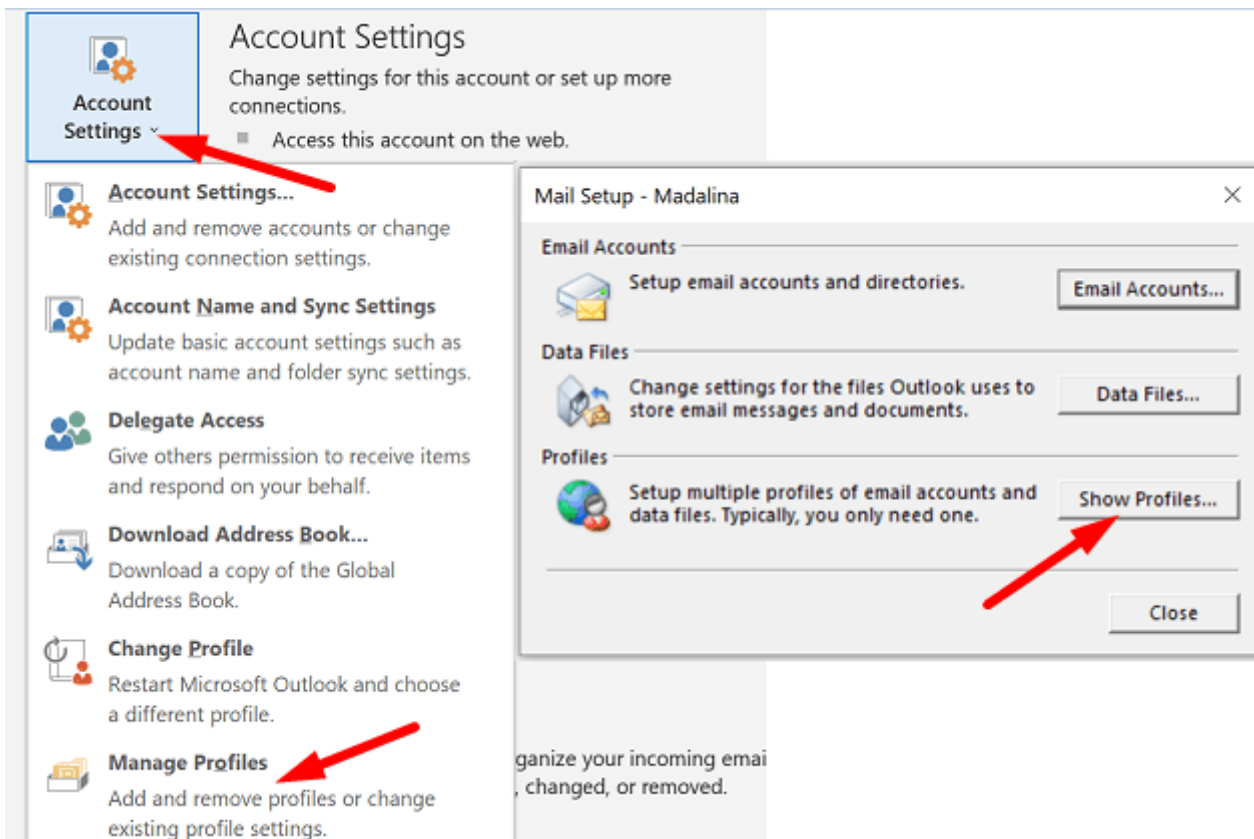 Account Settings
Change settings for this account or set up more
connections.
Access this account on the web.
Account
Settings
Account Settings...
Add and remove accounts or change
existing connection settings.
Account Name and Sync Settings
Update basic account settings such as
account name and folder sync settings.
Delegate Access
Give others permission to receive items
and respond on your behalf.
Download Address Book...
Download a copy of the Global
Address Book.
Change Profile
Restart Microsoft Outlook and choose
a different profile.
Manage Profiles
Add and remove profiles or change
existing profile settings.
Mail Setup - Madalina
Email Accounts
Setup email accounts and directories.
Email Accounts...
Data Files
Change settings for the files Outlook uses to
store email messages and documents.
Data Files...
Profiles
Setup multiple profiles of email accounts and
data files. Typically, you only need one.
Show Profiles...
Close
ganize your incoming emai
, changed, or removed.